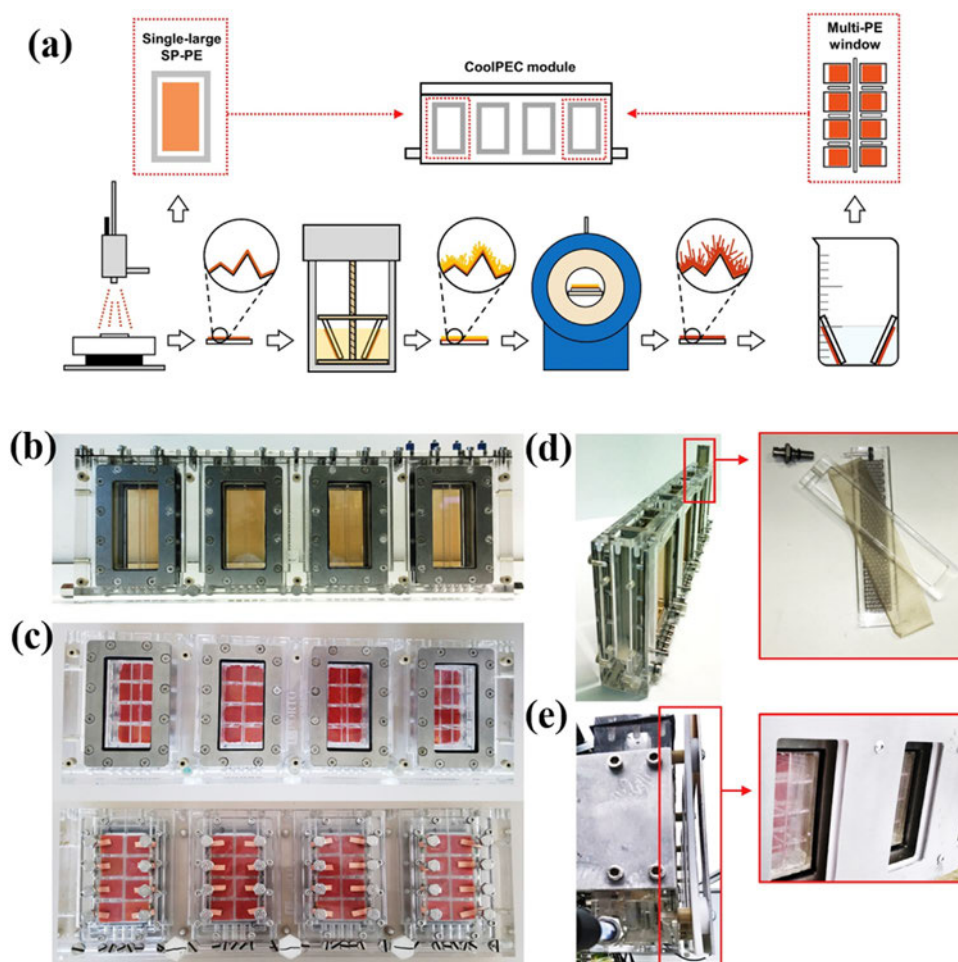 (a)
Single-large
SP-PE
CoolPEC module
Multi-PE
window
(b)
(c)
(d)
(e)